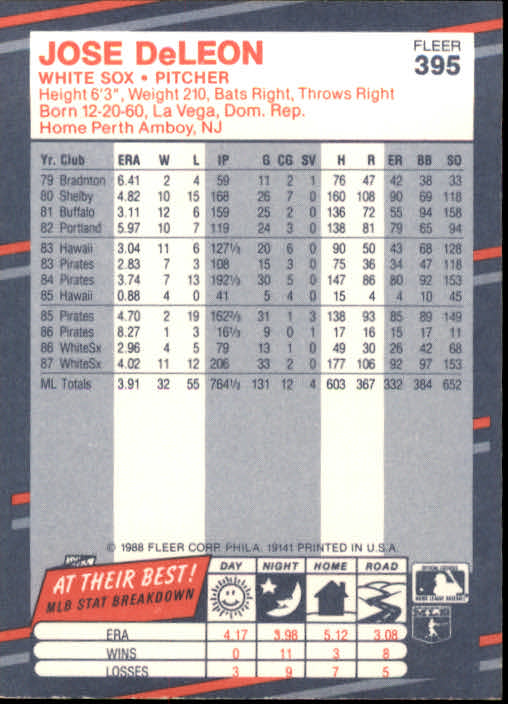 JOSE DeLEON
FLEER
395
WHITE SOX • PITCHER
Height 6'3", Weight 210, Bats Right, Throws Right
Born 12-20-60, La Vega, Dom. Rep.
Home Perth Amboy, NJ
Yr. Club ERA W L IP G CG SV H R ER BB SO
79 Bradnton 6.41 2 4 59 11 2 1 76 47 42 38 33
80 Shelby 4.82 10 15 168 26 7 0 160 108 90 69 118
81 Buffalo 3.11 12 6 159 25 2 0 136 72 55 94 158
82 Portland 5.97 10 7 119 24 3 0 138 81 79 65 94
83 Hawaii 3.04 11 6 127⅓ 20 6 0 90 50 43 68 128
83 Pirates 2.83 7 3 108 15 3 0 75 36 34 47 118
84 Pirates 3.74 7 13 192⅓ 30 5 0 147 86 80 92 153
85 Hawaii 0.88 4 0 41 5 4 0 15 4 4 10 45
85 Pirates 4.70 2 19 162⅔ 31 1 3 138 93 85 89 149
86 Pirates 8.27 1 3 16⅓ 9 0 1 17 16 15 17 11
86 WhiteSx 2.96 4 5 79 13 1 0 49 30 26 42 68
87 WhiteSx 4.02 11 12 206 33 2 0 177 106 92 97 153
ML Totals 3.91 32 55 764⅓ 131 12 4 603 367 332 384 652
© 1988 FLEER CORP. PHILA. 19141 PRINTED IN U.S.A.
AT THEIR BEST!
MLB STAT BREAKDOWN
DAY NIGHT HOME ROAD
ERA 4.17 3.98 5.12 3.08
WINS 0 11 3 8
LOSSES 3 9 7 5